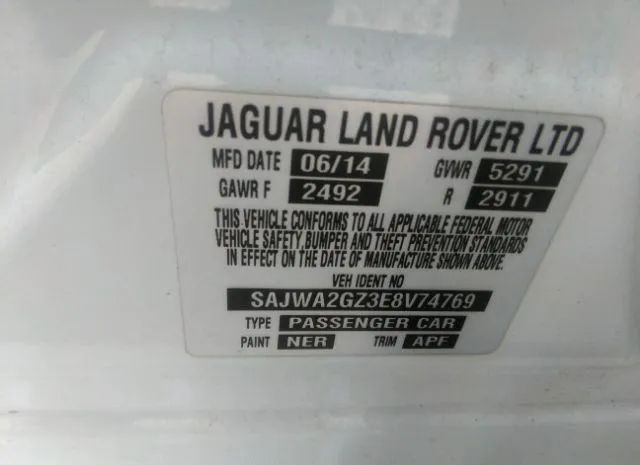 JAGUAR LAND ROVER LTD
MFD DATE 06/14 GVWR 5291
GAWR F 2492 R 2911
THIS VEHICLE CONFORMS TO ALL APPLICABLE FEDERAL MOTOR
VEHICLE SAFETY, BUMPER AND THEFT PREVENTION STANDARDS
IN EFFECT ON THE DATE OF MANUFACTURE SHOWN ABOVE.
VEH IDENT NO
SAJWA2GZ3E8V74769
TYPE PASSENGER CAR
PAINT NER TRIM APF